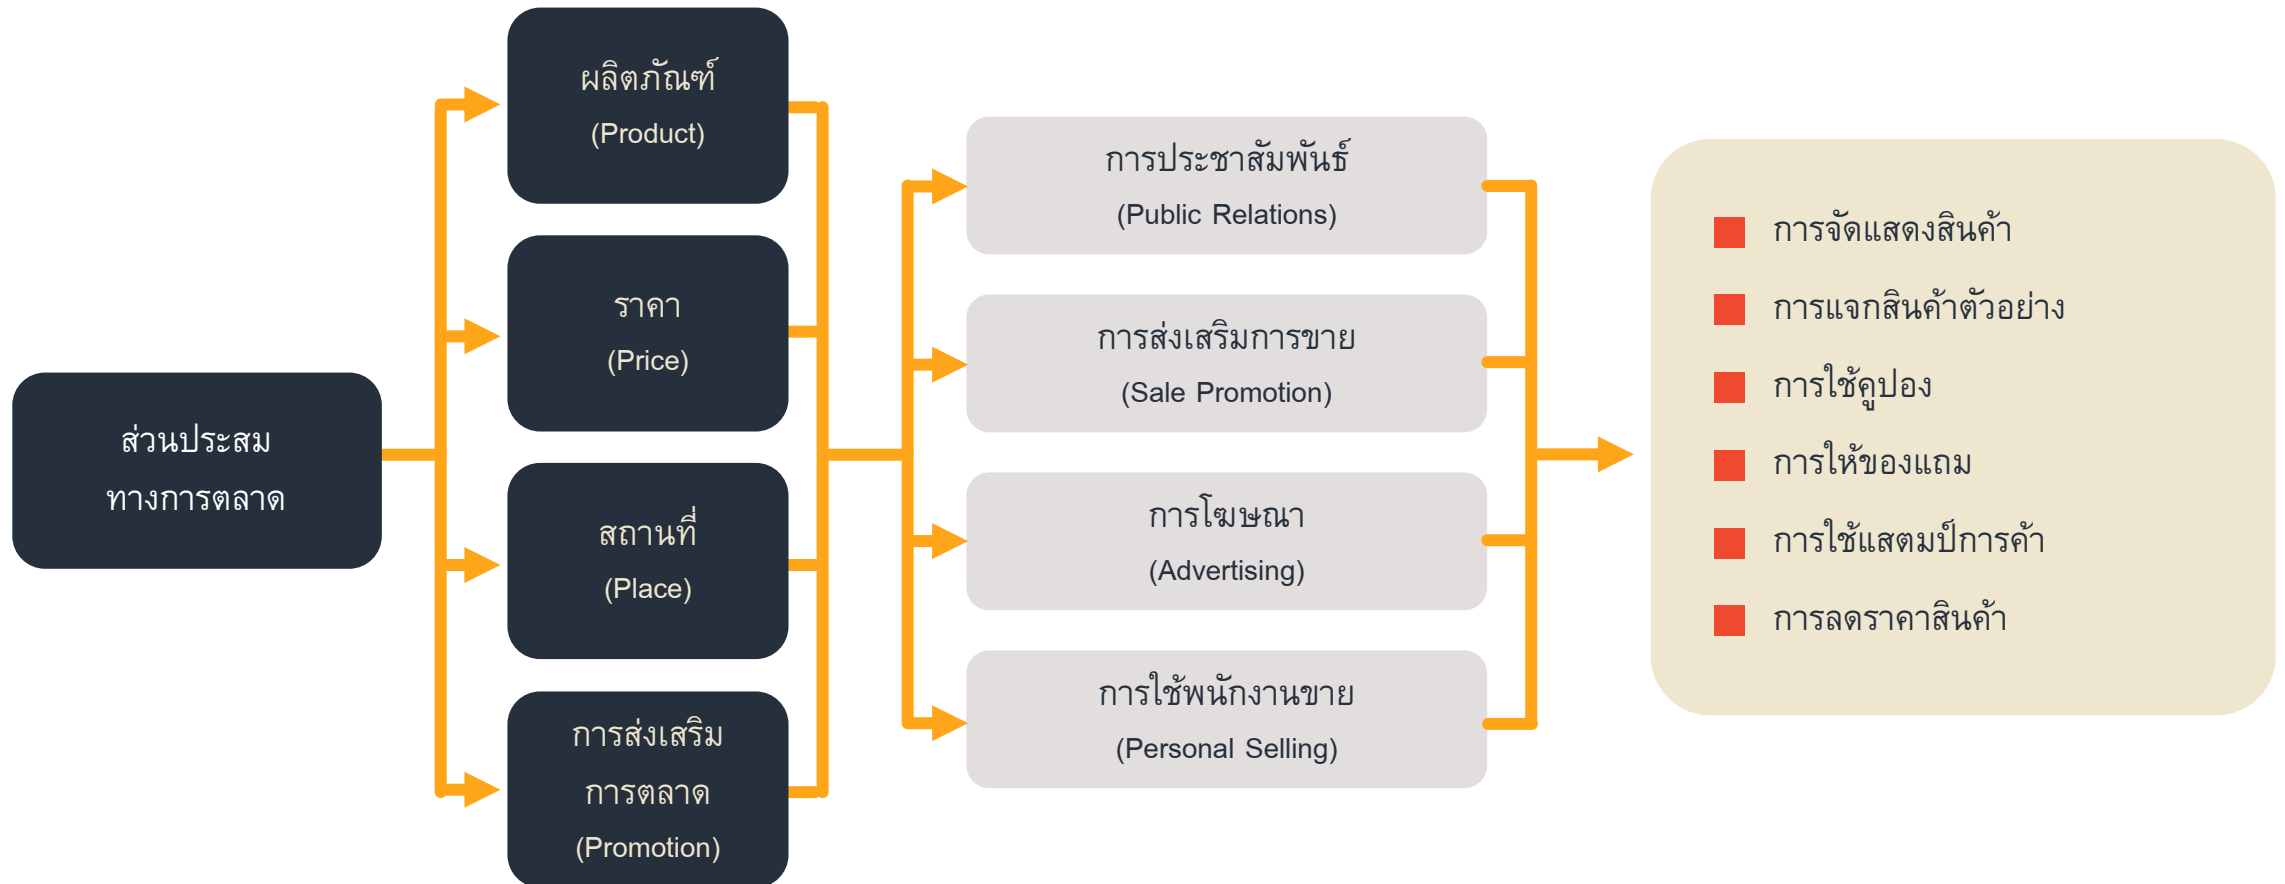 ส่วนประสม
ทางการตลาด
ผลิตภัณฑ์
(Product)
ราคา
(Price)
สถานที่
(Place)
การส่งเสริม
การตลาด
(Promotion)
การประชาสัมพันธ์
(Public Relations)
การส่งเสริมการขาย
(Sale Promotion)
การโฆษณา
(Advertising)
การใช้พนักงานขาย
(Personal Selling)
การจัดแสดงสินค้า
การแจกสินค้าตัวอย่าง
การใช้คูปอง
การให้ของแถม
การใช้แสตมป์การค้า
การลดราคาสินค้า